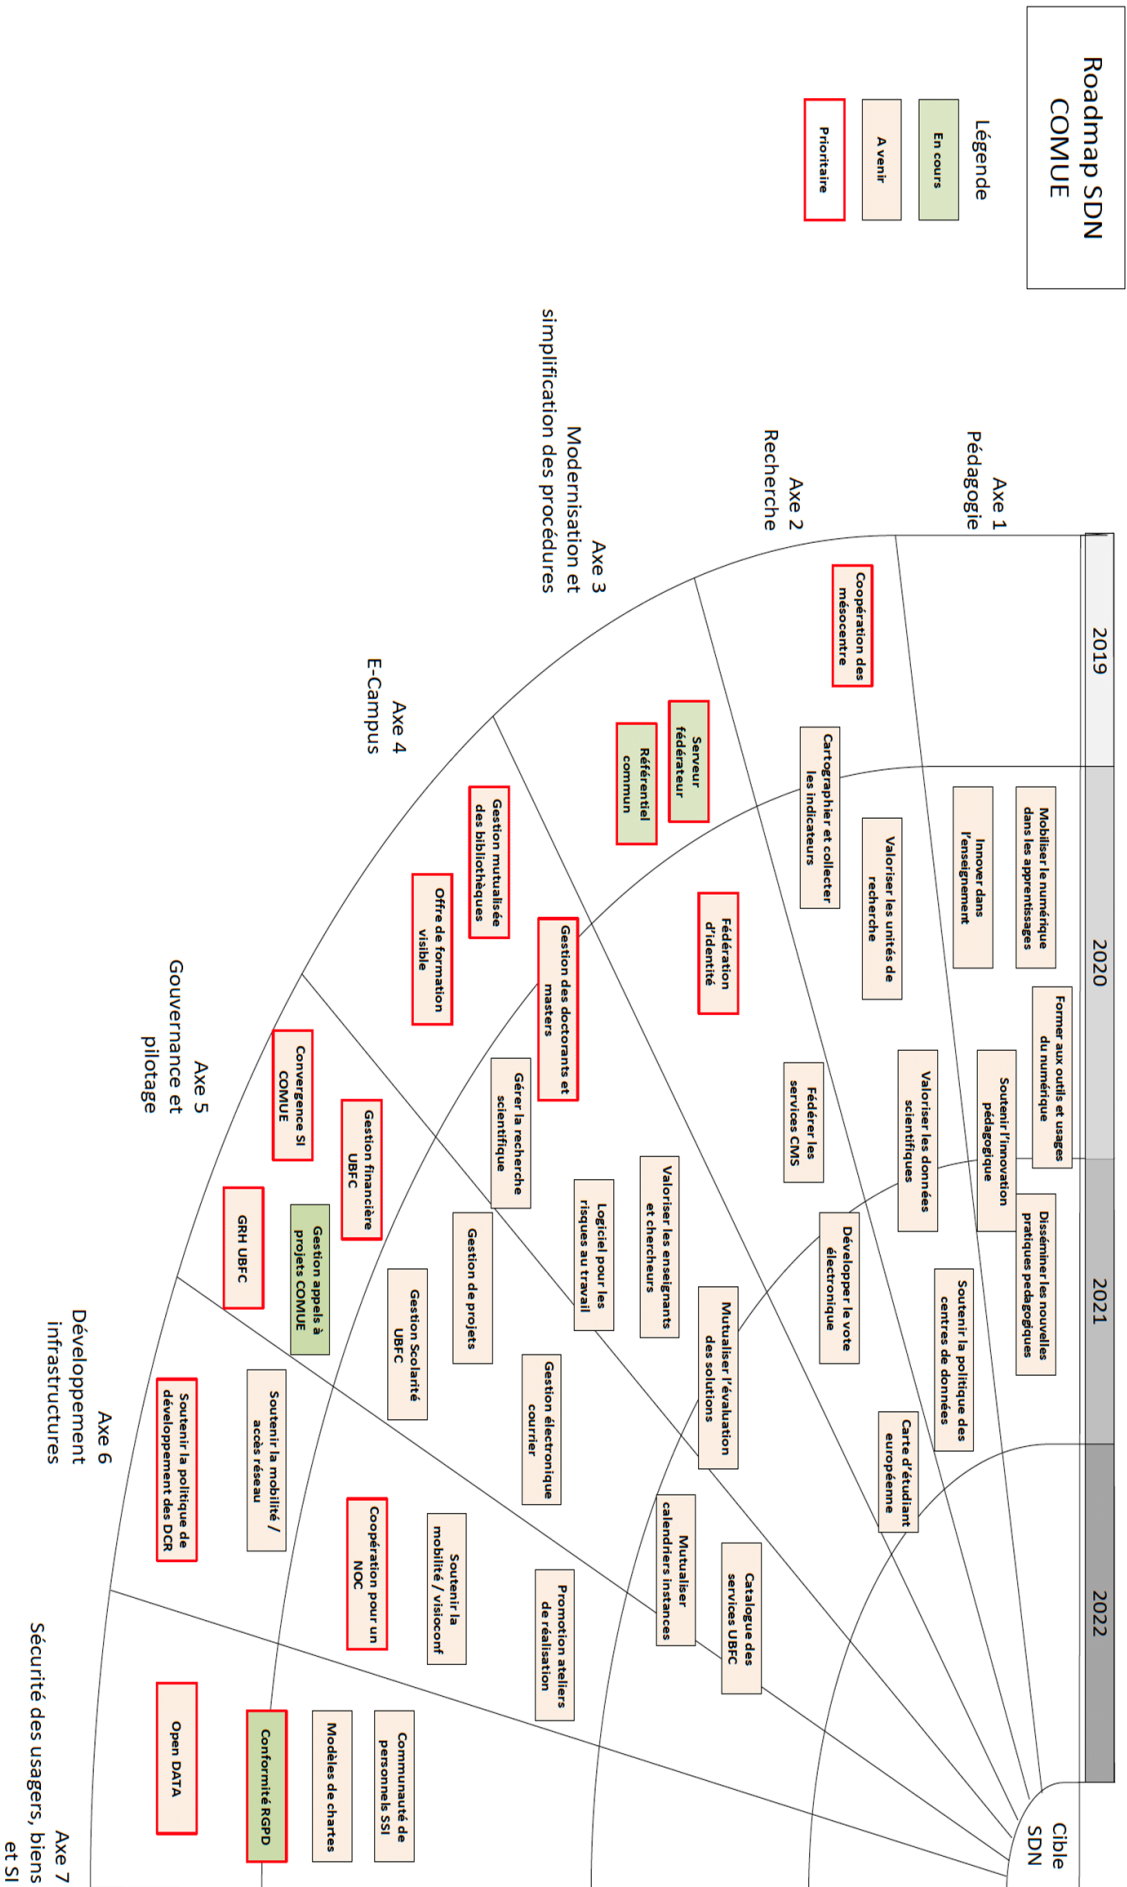 Roadmap SDN
COMUE
Légende
En cours
A venir
Prioritaire
2019
2020
2021
2022
Axe 1
Pédagogie
Mobiliser le numérique
dans les apprentissages
Innover dans
l'enseignement
Former aux outils et usages
du numérique
Soutenir l'innovation
pédagogique
Disséminer les nouvelles
pratiques pedagogiques
Axe 2
Recherche
Coopération des
mésocentre
Cartographier et collecter
les indicateurs
Valoriser les unités de
recherche
Valoriser les données
scientifiques
Soutenir la politique des
centres de données
Axe 3
Modernisation et
simplification des procédures
Serveur
fédérateur
Référentiel
commun
Fédération
d'identité
Fédérer les
services CMS
Développer le vote
électronique
Carte d'étudiant
européenne
Axe 4
E-Campus
Gestion mutualisée
des bibliothèques
Offre de formation
visible
Gestion des doctorants et
masters
Gérer la recherche
scientifique
Valoriser les enseignants
et chercheurs
Logiciel pour les
risques au travail
Mutualiser l'évaluation
des solutions
Axe 5
Gouvernance et
pilotage
Convergence SI
COMUE
Gestion financière
UBFC
GRH UBFC
Gestion appels à
projets COMUE
Gestion de projets
Gestion Scolarité
UBFC
Gestion électronique
courrier
Mutualiser
calendriers instances
Catalogue des
services UBFC
Axe 6
Développement
infrastructures
Soutenir la politique de
développement des DCR
Soutenir la mobilité /
accès réseau
Coopération pour un
NOC
Soutenir la
mobilité / visioconf
Promotion ateliers
de réalisation
Axe 7
Sécurité des usagers, biens
et SI
Open DATA
Conformité RGPD
Modèles de chartes
Communauté de
personnels SSI
Cible
SDN